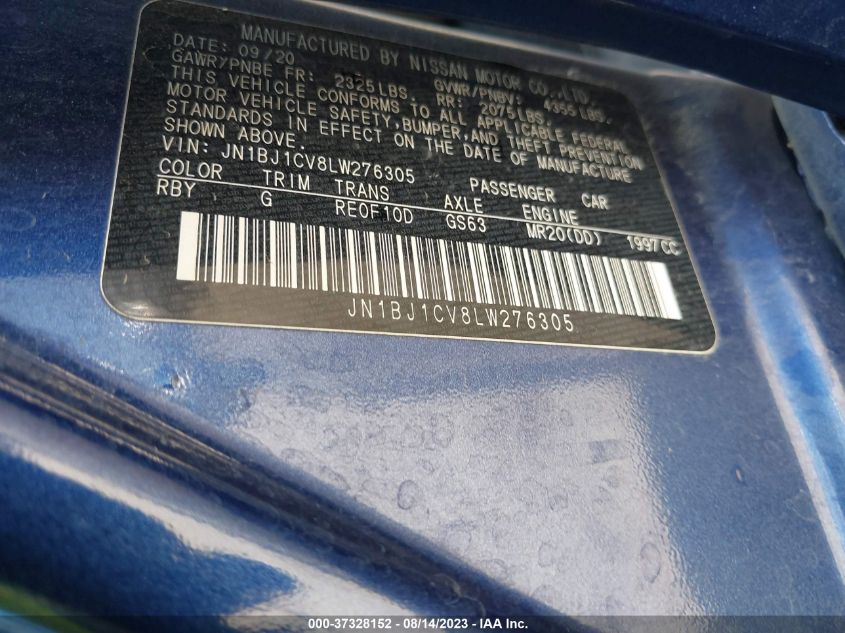 MANUFACTURED BY NISSAN MOTOR CO.,LTD.
DATE: 09/20 GVWR/PNBV: 4355LBS.
GAWR/PNBE FR: 2325LBS. RR: 2075LBS.
THIS VEHICLE CONFORMS TO ALL APPLICABLE FEDERAL
MOTOR VEHICLE SAFETY,BUMPER,AND THEFT PREVENTION
STANDARDS IN EFFECT ON THE DATE OF MANUFACTURE
SHOWN ABOVE.
VIN: JN1BJ1CV8LW276305 PASSENGER CAR
COLOR TRIM TRANS AXLE ENGINE
RBY G RE0F10D GS63 MR20(DD) 1997CC
JN1BJ1CV8LW276305
000-37328152 - 08/14/2023 - IAA Inc.